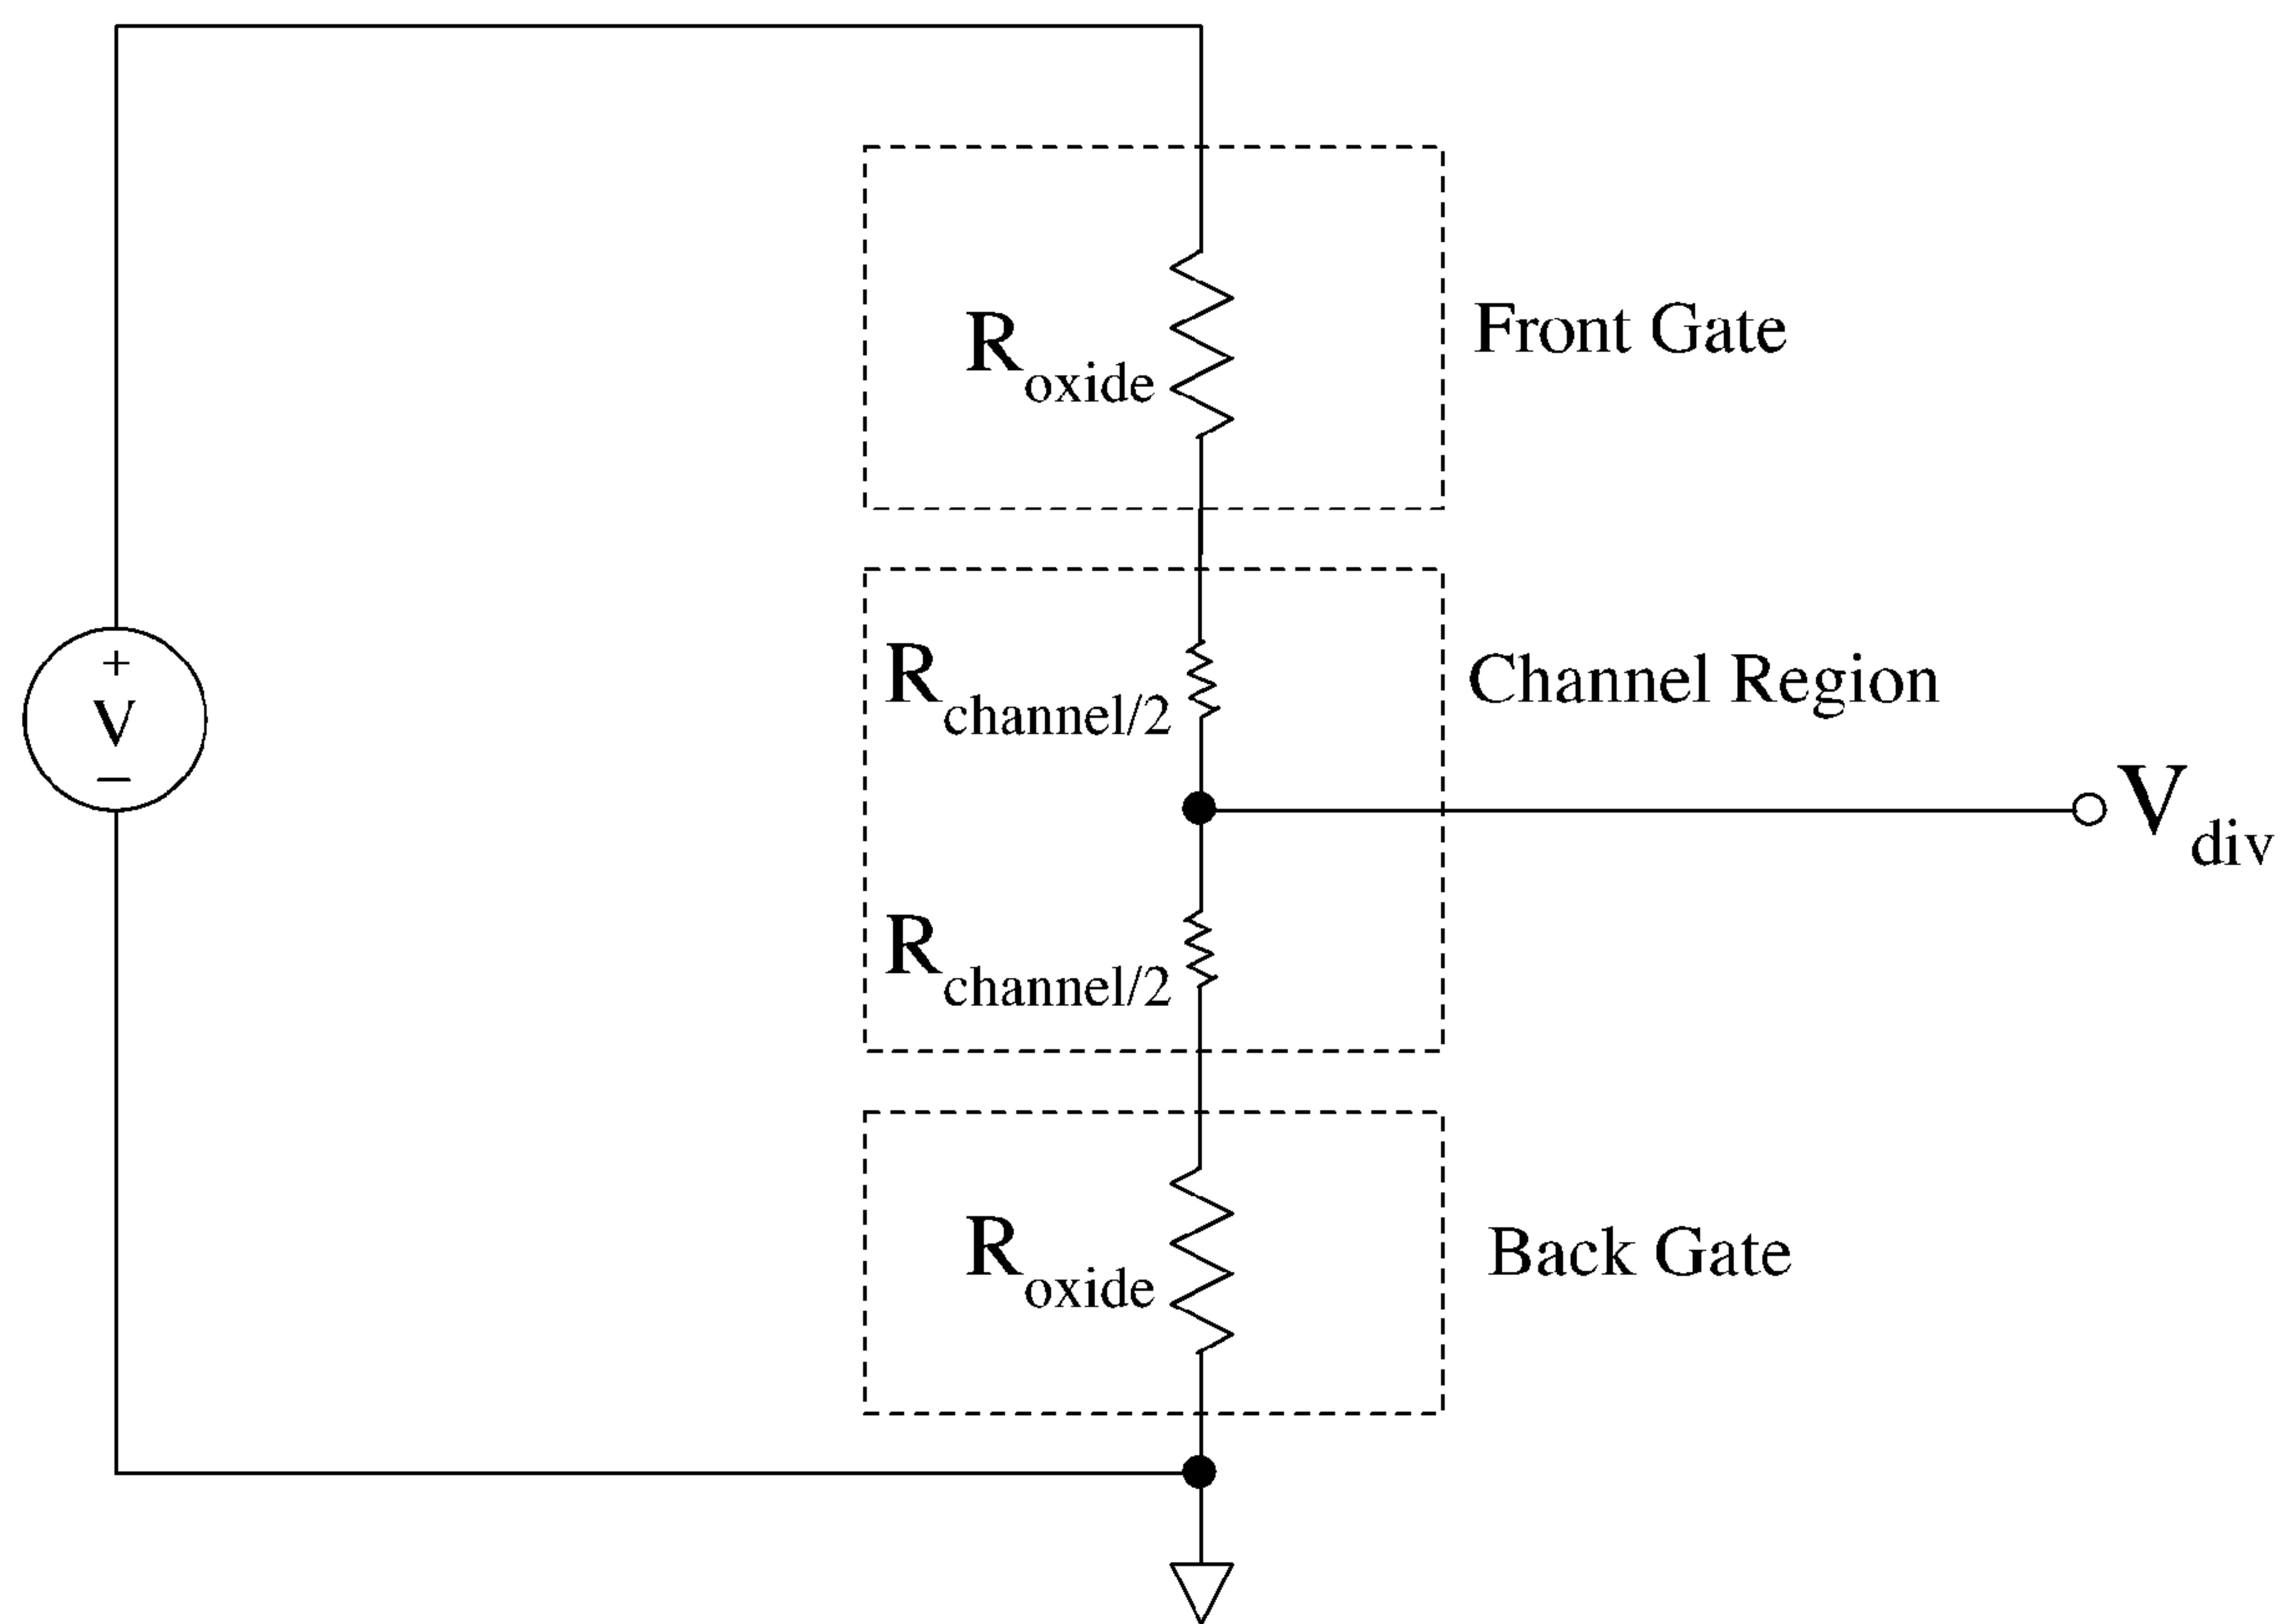 R oxide
Front Gate
R channel/2
Channel Region
+
V
−
V div
R channel/2
R oxide
Back Gate